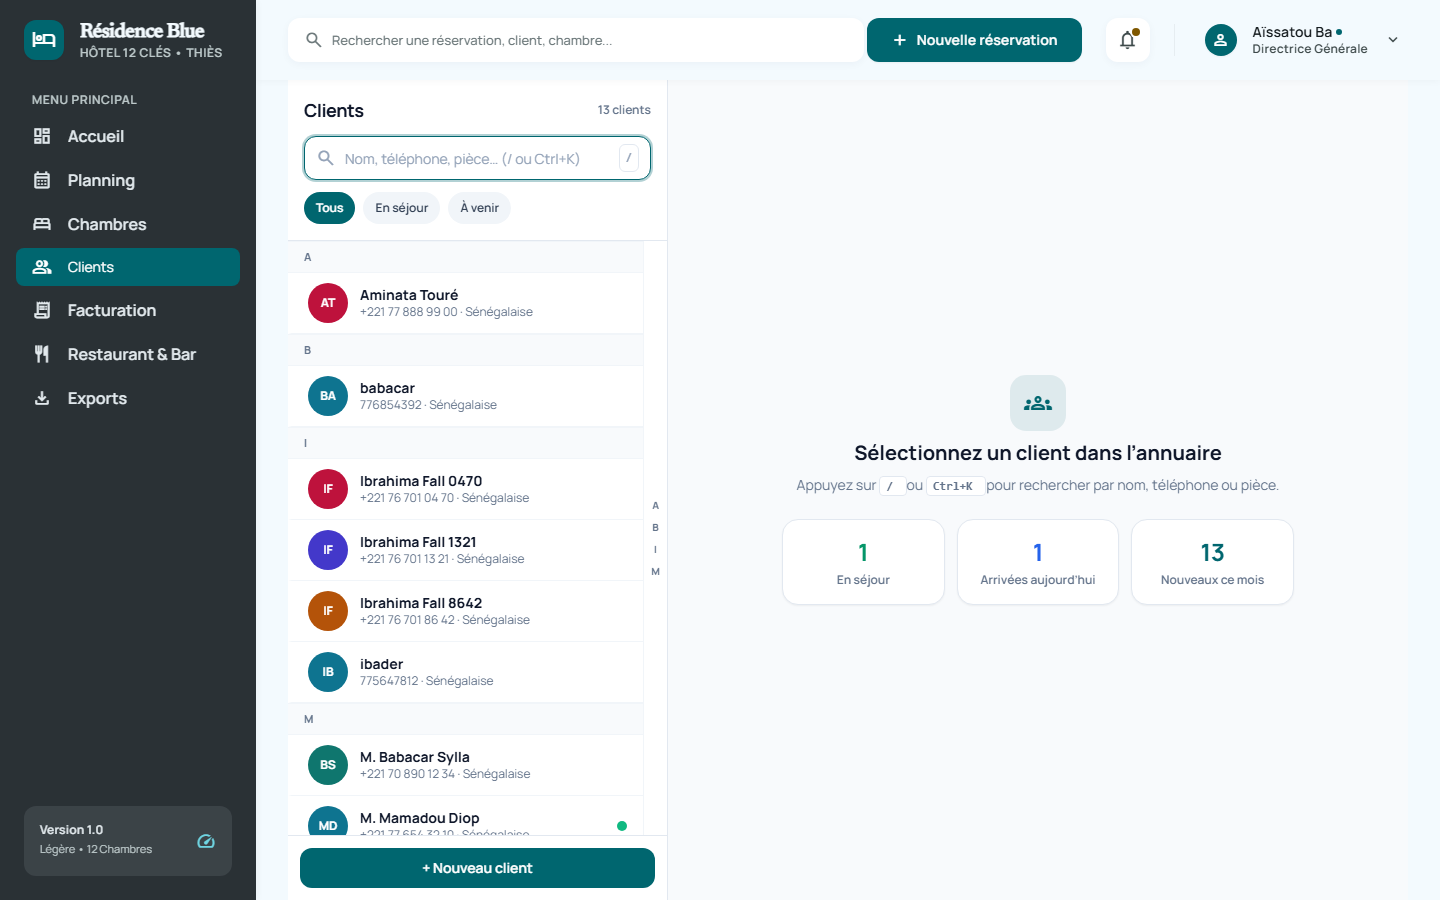 Résidence Blue
HÔTEL 12 CLÉS • THIÈS
MENU PRINCIPAL
Accueil
Planning
Chambres
Clients
Facturation
Restaurant & Bar
Exports
Version 1.0
Légère • 12 Chambres
Rechercher une réservation, client, chambre...
+ Nouvelle réservation
Aïssatou Ba
Directrice Générale
Clients
13 clients
Nom, téléphone, pièce… (/ ou Ctrl+K)
/
Tous
En séjour
À venir
A
AT
Aminata Touré
+221 77 888 99 00 · Sénégalaise
B
BA
babacar
776854392 · Sénégalaise
I
IF
Ibrahima Fall 0470
+221 76 701 04 70 · Sénégalaise
IF
Ibrahima Fall 1321
+221 76 701 13 21 · Sénégalaise
IF
Ibrahima Fall 8642
+221 76 701 86 42 · Sénégalaise
IB
ibader
775647812 · Sénégalaise
M
BS
M. Babacar Sylla
+221 70 890 12 34 · Sénégalaise
MD
M. Mamadou Diop
+221 77 654 32 10 · Sénégalaise
A
B
I
M
+ Nouveau client
Sélectionnez un client dans l'annuaire
Appuyez sur / ou Ctrl+K pour rechercher par nom, téléphone ou pièce.
1
En séjour
1
Arrivées aujourd'hui
13
Nouveaux ce mois